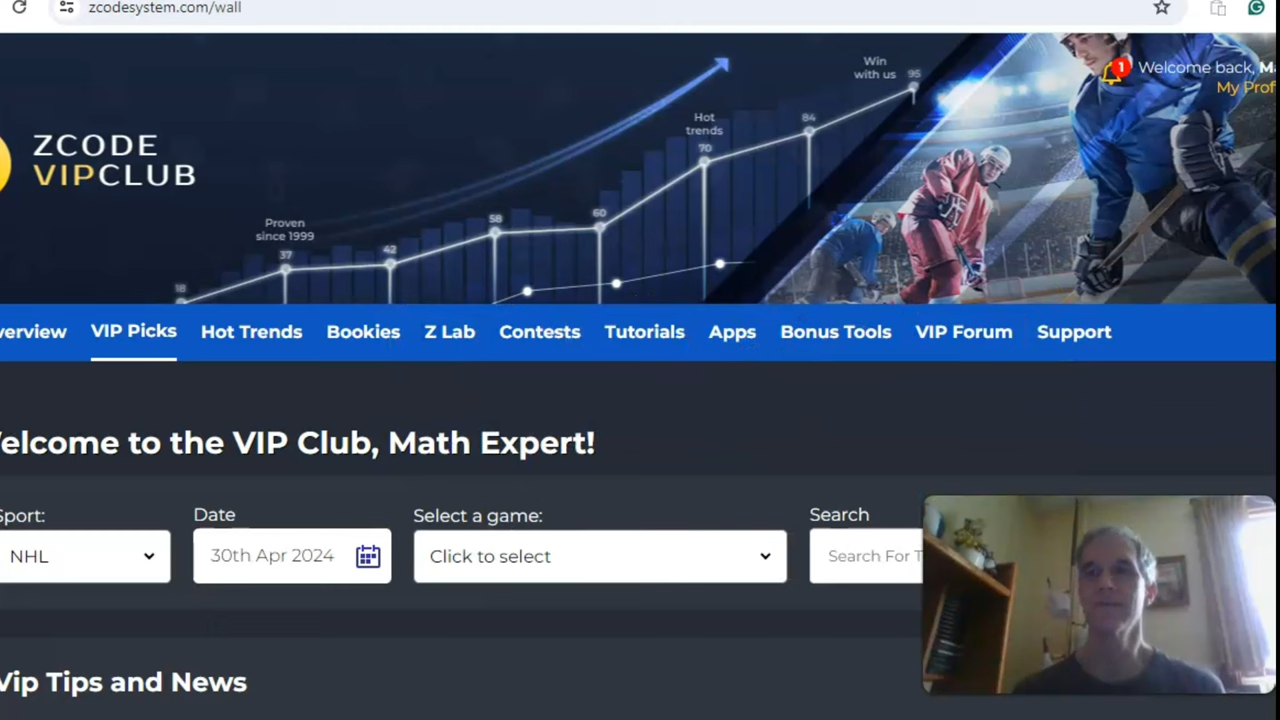 zcodesystem.com/wall
Win
with us
95
1
Welcome back,
My Prof
Hot
trends
84
70
ZCODE
VIPCLUB
Proven
since 1999
58
60
42
37
18
verview VIP Picks Hot Trends Bookies Z Lab Contests Tutorials Apps Bonus Tools VIP Forum Support
elcome to the VIP Club, Math Expert!
Sport: Date Select a game: Search
NHL 30th Apr 2024 Click to select Search For T
Vip Tips and News